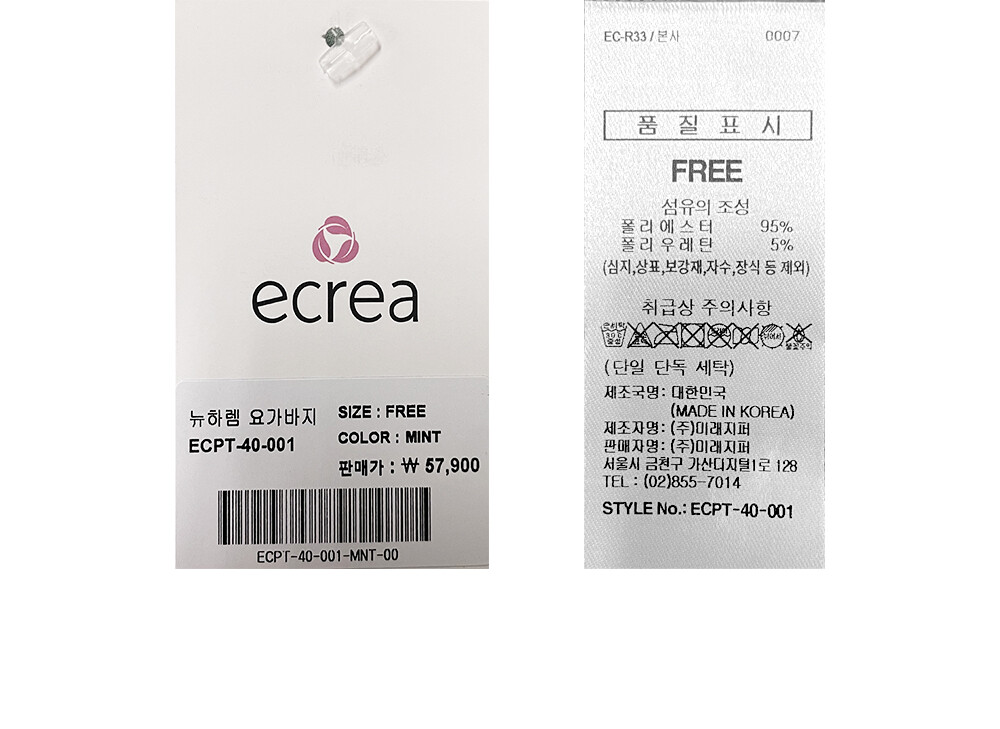 ecrea
뉴하렘 요가바지
ECPT-40-001
SIZE : FREE
COLOR : MINT
판매가 : ₩ 57,900
ECPT-40-001-MNT-00
EC-R33 / 본사 0007
품 질 표 시
FREE
섬유의 조성
폴리에스터 95%
폴리우레탄 5%
(심지,상표,보강재,자수,장식 등 제외)
취급상 주의사항
(단일 단독 세탁)
제조국명: 대한민국
(MADE IN KOREA)
제조자명: (주)미래지퍼
판매자명: (주)미래지퍼
서울시 금천구 가산디지털1로 128
TEL : (02)855-7014
STYLE No.: ECPT-40-001